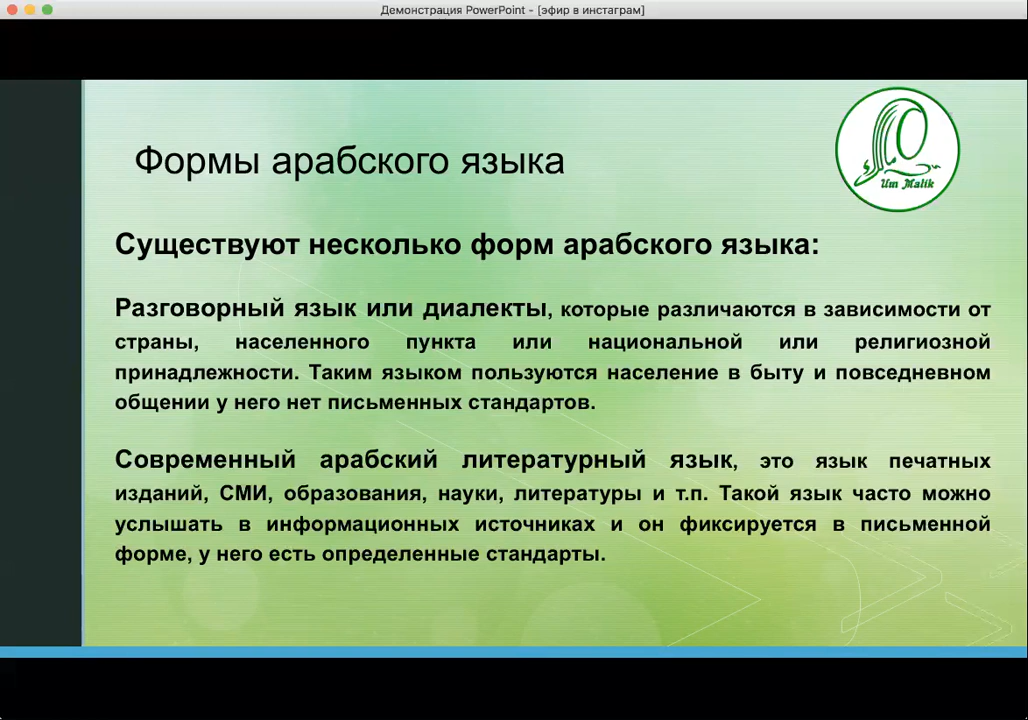 Демонстрация PowerPoint - [эфир в инстаграм]
Формы арабского языка
Um Malik
Существуют несколько форм арабского языка:
Разговорный язык или диалекты, которые различаются в зависимости от
страны, населенного пункта или национальной или религиозной
принадлежности. Таким языком пользуются население в быту и повседневном
общении у него нет письменных стандартов.
Современный арабский литературный язык, это язык печатных
изданий, СМИ, образования, науки, литературы и т.п. Такой язык часто можно
услышать в информационных источниках и он фиксируется в письменной
форме, у него есть определенные стандарты.